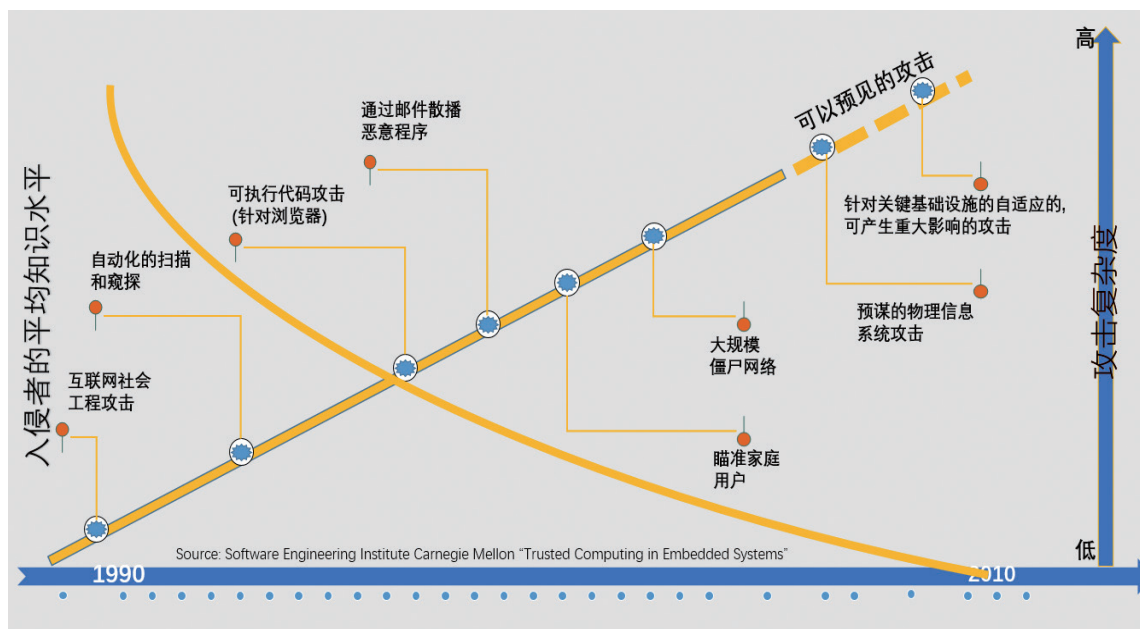 高
可以预见的攻击
通过邮件散播
恶意程序
可执行代码攻击
(针对浏览器)
自动化的扫描
和窥探
互联网社会
工程攻击
入侵者的平均知识水平
针对关键基础设施的自适应的,
可产生重大影响的攻击
预谋的物理信息
系统攻击
大规模
僵尸网络
瞄准家庭
用户
攻击复杂度
低
Source: Software Engineering Institute Carnegie Mellon “Trusted Computing in Embedded Systems”
1990
2010